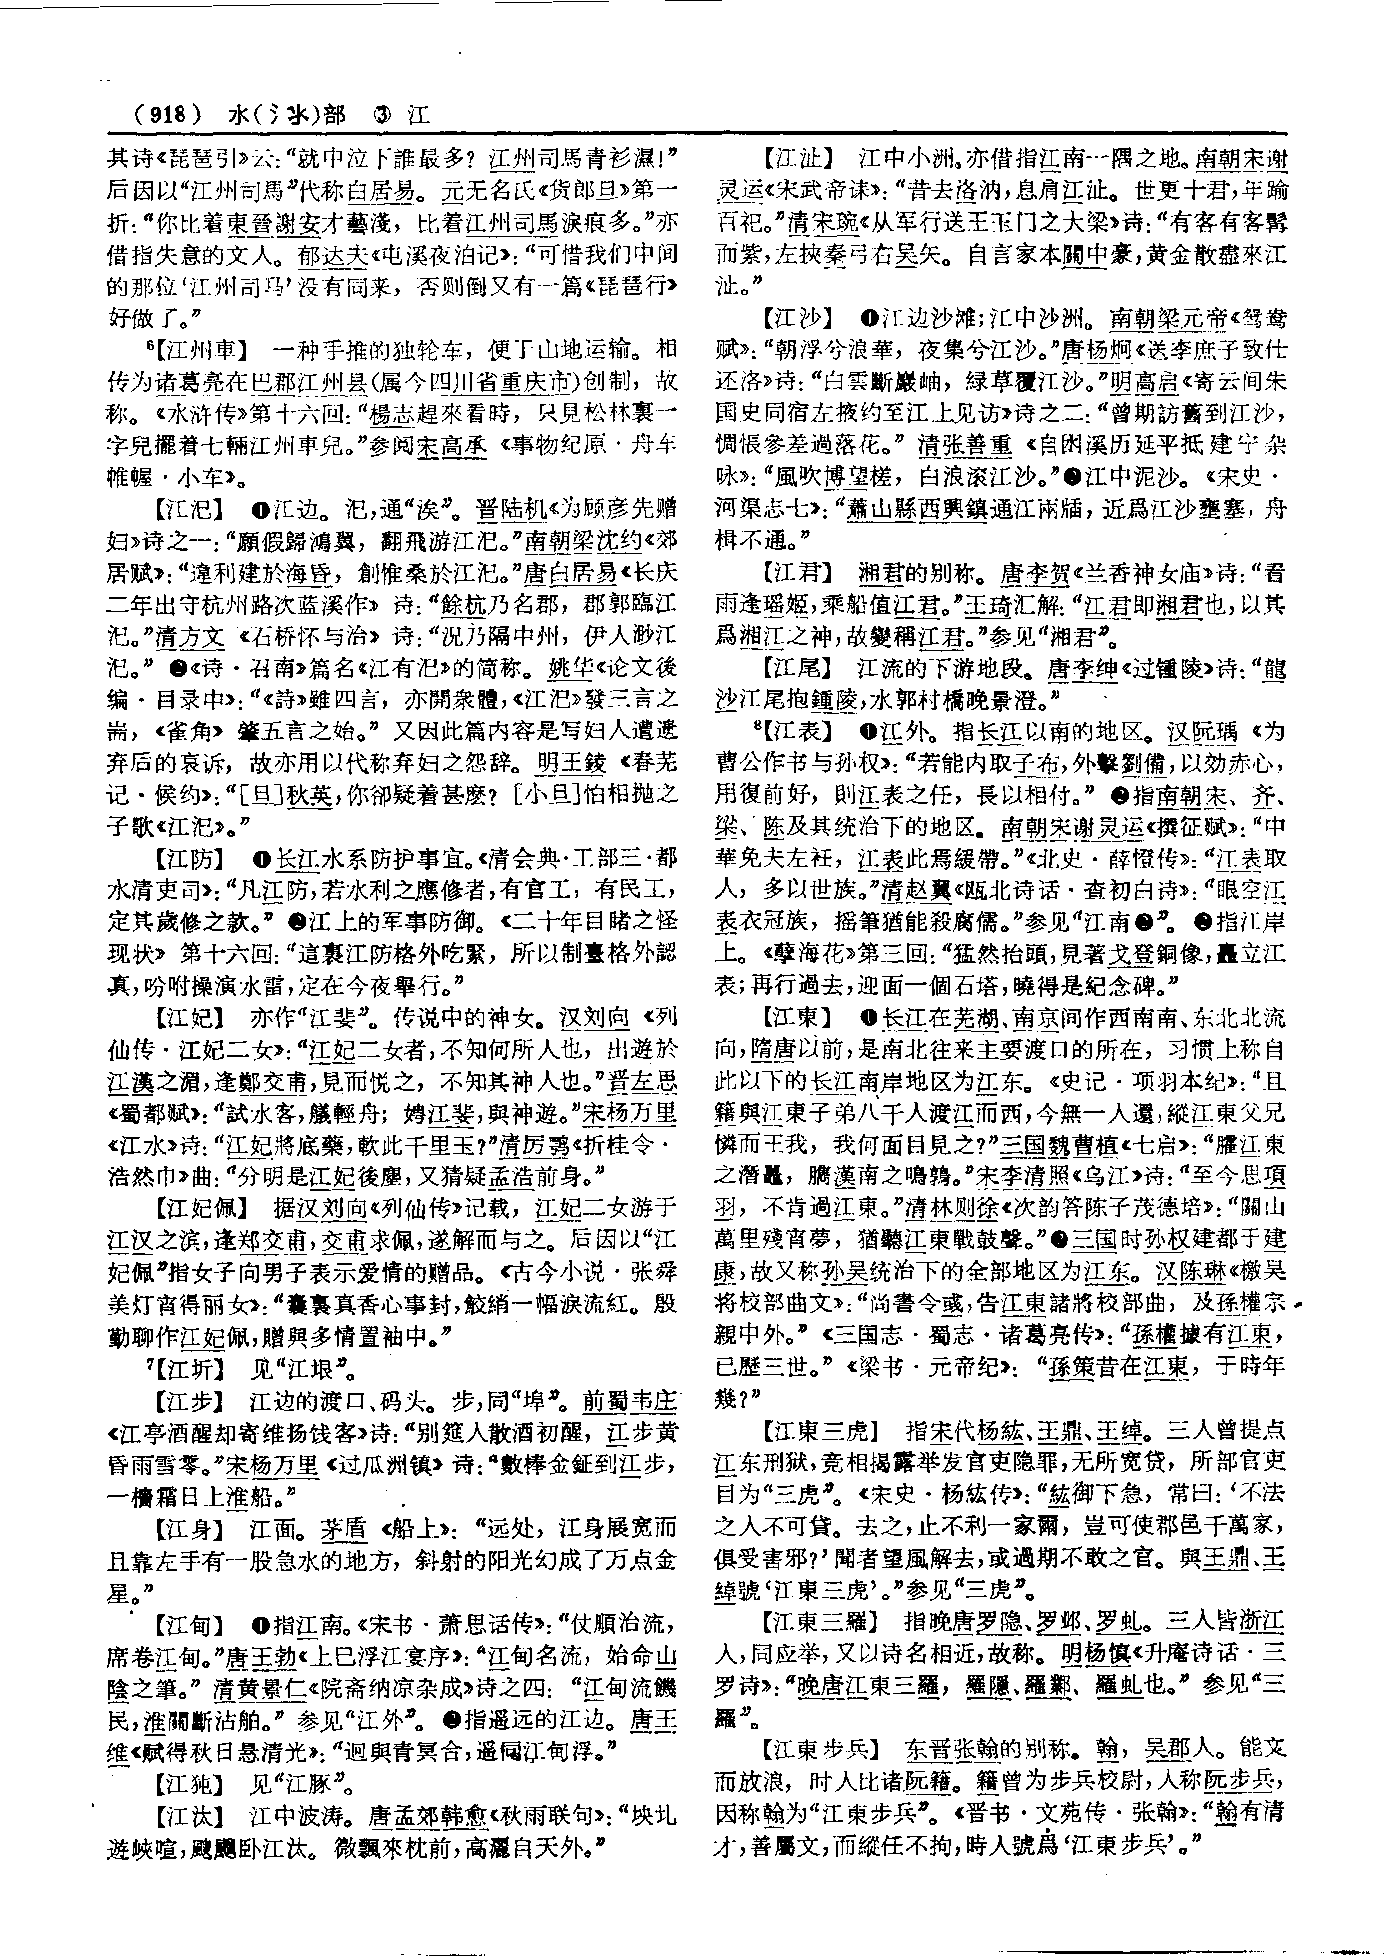 （918） 水（氵氺）部 ③ 江
其诗《琵琶引》云：“就中泣下誰最多？江州司馬青衫濕！”
后因以“江州司馬”代称白居易。元无名氏《货郎旦》第一
折：“你比着東晉謝安才藝淺，比着江州司馬淚痕多。”亦
借指失意的文人。郁达夫《屯溪夜泊记》：“可惜我们中间
的那位‘江州司马’没有同来，否则倒又有一篇《琵琶行》
好做了。”
⁶【江州車】 一种手推的独轮车，便于山地运输。相
传为诸葛亮在巴郡江州县（属今四川省重庆市）创制，故
称。《水浒传》第十六回：“楊志趕來看時，只見松林裏一
字兒擺着七輛江州車兒。”参阅宋高承《事物纪原·舟车
帷幄·小车》。
【江汜】 ❶江边。汜，通“涘”。晋陆机《为顾彦先赠
妇》诗之一：“願假歸鴻翼，翻飛游江汜。”南朝梁沈约《郊
居赋》：“違利建於海昏，創惟桑於江汜。”唐白居易《长庆
二年出守杭州路次蓝溪作》诗：“餘杭乃名郡，郡郭臨江
汜。”清方文《石桥怀与治》诗：“況乃隔中州，伊人渺江
汜。”❷《诗·召南》篇名《江有汜》的简称。姚华《论文後
编·目录中》：“《詩》雖四言，亦開衆體，《江汜》發三言之
耑，《雀角》肇五言之始。”又因此篇内容是写妇人遭遗
弃后的哀诉，故亦用以代称弃妇之怨辞。明王錂《春芜
记·候约》：“［旦］秋英，你卻疑着甚麽？［小旦］怕相抛之
子歌《江汜》。”
【江防】 ❶长江水系防护事宜。《清会典·工部三·都
水清吏司》：“凡江防，若水利之應修者，有官工，有民工，
定其歲修之款。”❷江上的军事防御。《二十年目睹之怪
现状》第十六回：“這裏江防格外吃緊，所以制臺格外認
真，吩咐操演水雷，定在今夜舉行。”
【江妃】 亦作“江斐”。传说中的神女。汉刘向《列
仙传·江妃二女》：“江妃二女者，不知何所人也，出遊於
江漢之湄，逢鄭交甫，見而悦之，不知其神人也。”晋左思
《蜀都赋》：“試水客，艤輕舟；娉江斐，與神遊。”宋杨万里
《江水》诗：“江妃將底藥，軟此千里玉？”清厉鹗《折桂令·
浩然巾》曲：“分明是江妃後塵，又猜疑孟浩前身。”
【江妃佩】 据汉刘向《列仙传》记载，江妃二女游于
江汉之滨，逢郑交甫，交甫求佩，遂解而与之。后因以“江
妃佩”指女子向男子表示爱情的赠品。《古今小说·张舜
美灯宵得丽女》：“囊裏真香心事封，鮫綃一幅淚流紅。殷
勤聊作江妃佩，贈與多情置袖中。”
⁷【江圻】 见“江垠”。
【江步】 江边的渡口、码头。步，同“埠”。前蜀韦庄
《江亭酒醒却寄维扬饯客》诗：“别筵人散酒初醒，江步黄
昏雨雪零。”宋杨万里《过瓜洲镇》诗：“數棒金鉦到江步，
一檣霜日上淮船。”
【江身】 江面。茅盾《船上》：“远处，江身展宽而
且靠左手有一股急水的地方，斜射的阳光幻成了万点金
星。”
【江甸】 ❶指江南。《宋书·萧思话传》：“仗順治流，
席卷江甸。”唐王勃《上巳浮江宴序》：“江甸名流，始命山
陰之筆。”清黄景仁《院斋纳凉杂成》诗之四：“江甸流饑
民，淮關斷沽舶。”参见“江外”。❷指遥远的江边。唐王
维《赋得秋日悬清光》：“迥與青冥合，遥同江甸浮。”
【江㹠】 见“江豚”。
【江汰】 江中波涛。唐孟郊韩愈《秋雨联句》：“坱圠
遊峽喧，颼飀卧江汰。微飄來枕前，高灑自天外。”
【江沚】 江中小洲。亦借指江南一隅之地。南朝宋谢
灵运《宋武帝诔》：“昔去洛汭，息肩江沚。世更十君，年踰
百祀。”清宋琬《从军行送王玉门之大梁》诗：“有客有客髯
而紫，左挾秦弓右吴矢。自言家本關中豪，黄金散盡來江
沚。”
【江沙】 ❶江边沙滩；江中沙洲。南朝梁元帝《鸳鸯
赋》：“朝浮兮浪華，夜集兮江沙。”唐杨炯《送李庶子致仕
还洛》诗：“白雲斷巖岫，緑草覆江沙。”明高启《寄云间朱
国史同宿左掖约至江上见访》诗之二：“曾期訪舊到江沙，
惆悵參差過落花。”清张善重《自困溪历延平抵建宁杂
咏》：“風吹博望槎，白浪滚江沙。”❷江中泥沙。《宋史·
河渠志七》：“蕭山縣西興鎮通江兩牐，近爲江沙壅塞，舟
楫不通。”
【江君】 湘君的别称。唐李贺《兰香神女庙》诗：“看
雨逢瑶姬，乘船值江君。”王琦汇解：“江君即湘君也，以其
爲湘江之神，故變稱江君。”参见“湘君”。
【江尾】 江流的下游地段。唐李绅《过锺陵》诗：“龍
沙江尾抱鍾陵，水郭村橋晚景澄。”
⁸【江表】 ❶江外。指长江以南的地区。汉阮瑀《为
曹公作书与孙权》：“若能内取子布，外擊劉備，以効赤心，
用復前好，則江表之任，長以相付。”❷指南朝宋、齐、
梁、陈及其统治下的地区。南朝宋谢灵运《撰征赋》：“中
華免夫左衽，江表此焉緩帶。”《北史·薛憕传》：“江表取
人，多以世族。”清赵翼《瓯北诗话·查初白诗》：“眼空江
表衣冠族，摇筆猶能殺腐儒。”参见“江南❷”。❸指江岸
上。《孽海花》第三回：“猛然抬頭，見著戈登銅像，矗立江
表；再行過去，迎面一個石塔，曉得是紀念碑。”
【江東】 ❶长江在芜湖、南京间作西南南、东北北流
向，隋唐以前，是南北往来主要渡口的所在，习惯上称自
此以下的长江南岸地区为江东。《史记·项羽本纪》：“且
籍與江東子弟八千人渡江而西，今無一人還，縱江東父兄
憐而王我，我何面目見之？”三国魏曹植《七启》：“臛江東
之潛鼉，臇漢南之鳴鶉。”宋李清照《乌江》诗：“至今思項
羽，不肯過江東。”清林则徐《次韵答陈子茂德培》：“關山
萬里殘宵夢，猶聽江東戰鼓聲。”❷三国时孙权建都于建
康，故又称孙吴统治下的全部地区为江东。汉陈琳《檄吴
将校部曲文》：“尚書令彧，告江東諸將校部曲，及孫權宗
親中外。”《三国志·蜀志·诸葛亮传》：“孫權據有江東，
已歷三世。”《梁书·元帝纪》：“孫策昔在江東，于時年
幾？”
【江東三虎】 指宋代杨紘、王鼎、王绰。三人曾提点
江东刑狱，竞相揭露举发官吏隐罪，无所宽贷，所部官吏
目为“三虎”。《宋史·杨紘传》：“紘御下急，常曰：‘不法
之人不可貸。去之，止不利一家爾，豈可使郡邑千萬家，
俱受害邪？’聞者望風解去，或過期不敢之官。與王鼎、王
綽號‘江東三虎’。”参见“三虎”。
【江東三羅】 指晚唐罗隐、罗邺、罗虬。三人皆浙江
人，同应举，又以诗名相近，故称。明杨慎《升庵诗话·三
罗诗》：“晚唐江東三羅，羅隱、羅鄴、羅虬也。”参见“三
羅”。
【江東步兵】 东晋张翰的别称。翰，吴郡人。能文
而放浪，时人比诸阮籍。籍曾为步兵校尉，人称阮步兵，
因称翰为“江東步兵”。《晋书·文苑传·张翰》：“翰有清
才，善屬文，而縱任不拘，時人號爲‘江東步兵’。”